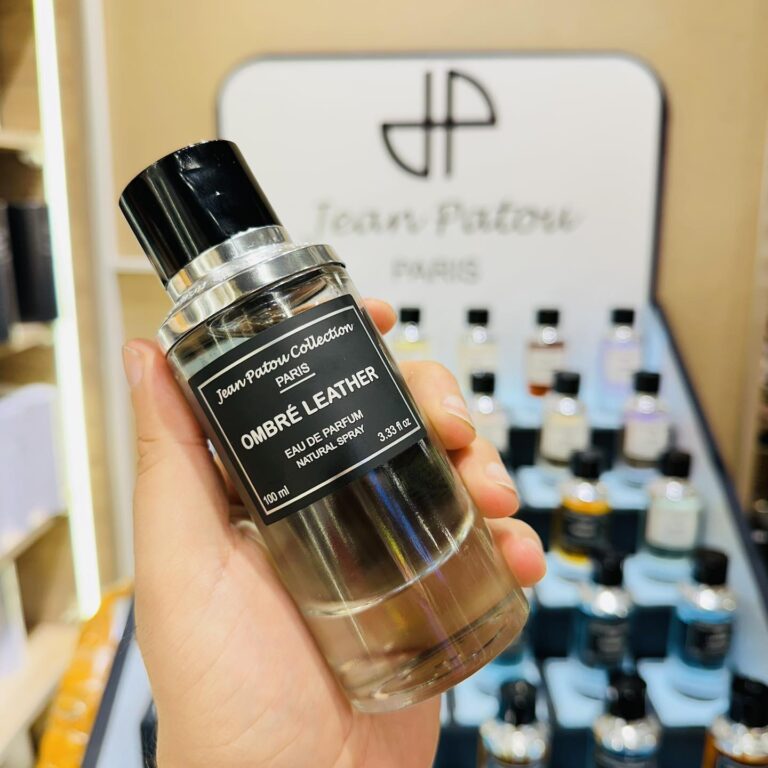 JP
Jean Patou
PARIS
Jean Patou Collection
PARIS
OMBRÉ LEATHER
EAU DE PARFUM
NATURAL SPRAY
100 ml
3.33 fl oz